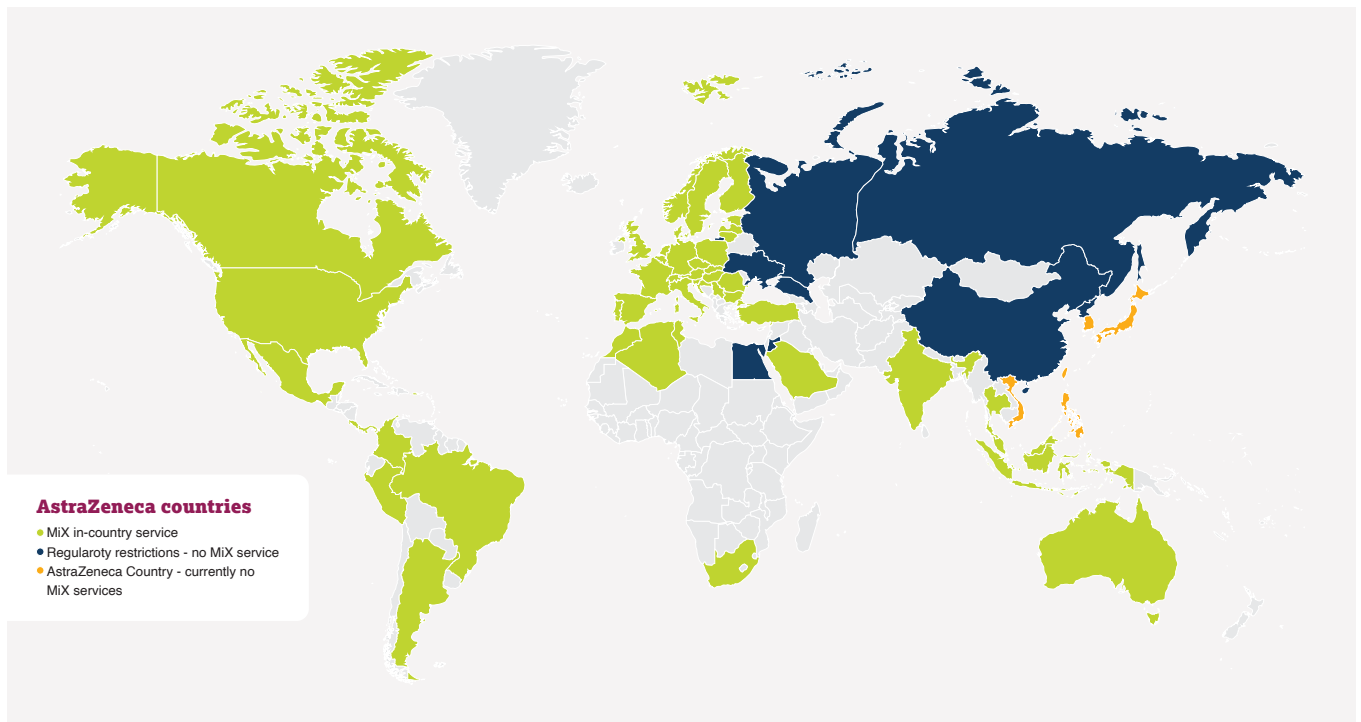 AstraZeneca countries
MiX in-country service
Regularoty restrictions - no MiX service
AstraZeneca Country - currently no
MiX services